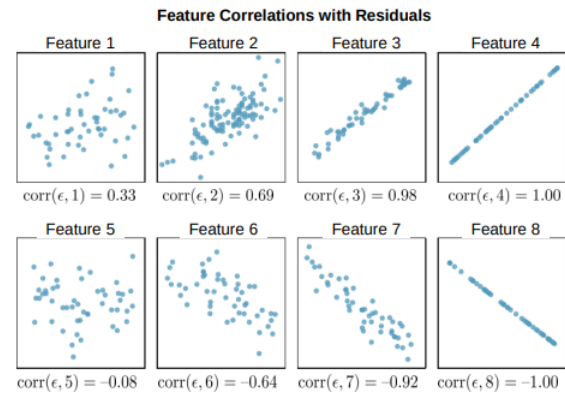 Feature Correlations with Residuals
Feature 1 Feature 2 Feature 3 Feature 4
corr(ϵ, 1) = 0.33 corr(ϵ, 2) = 0.69 corr(ϵ, 3) = 0.98 corr(ϵ, 4) = 1.00
Feature 5 Feature 6 Feature 7 Feature 8
corr(ϵ, 5) = –0.08 corr(ϵ, 6) = –0.64 corr(ϵ, 7) = –0.92 corr(ϵ, 8) = –1.00